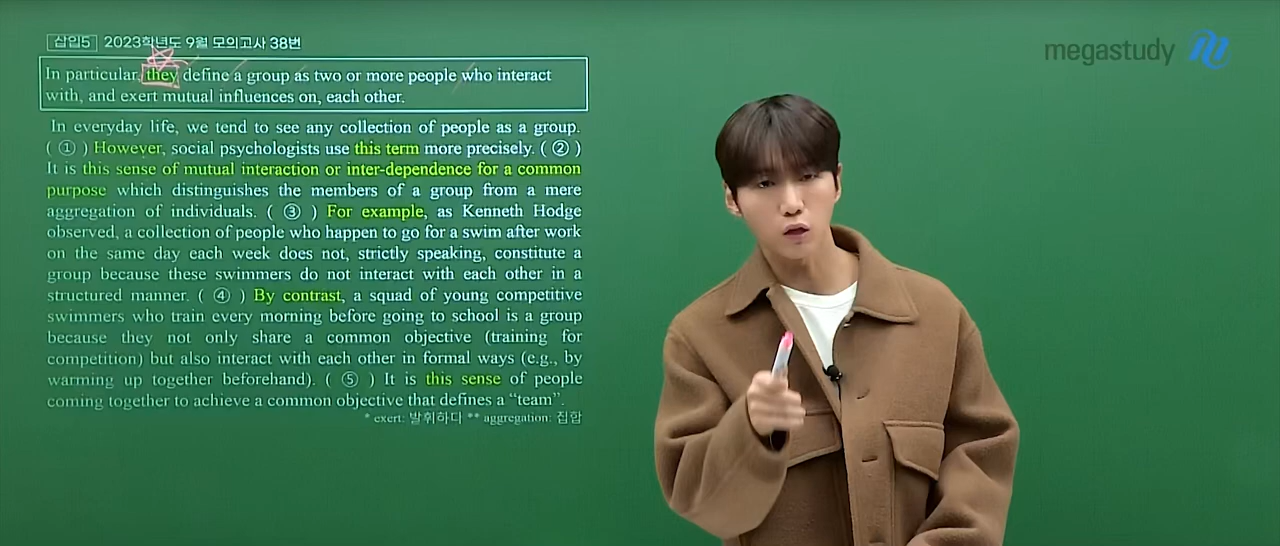 삽입5 2023학년도 9월 모의고사 38번
megastudy
In particular, they define a group as two or more people who interact
with, and exert mutual influences on, each other.
In everyday life, we tend to see any collection of people as a group.
( ① ) However, social psychologists use this term more precisely. ( ② )
It is this sense of mutual interaction or inter-dependence for a common
purpose which distinguishes the members of a group from a mere
aggregation of individuals. ( ③ ) For example, as Kenneth Hodge
observed, a collection of people who happen to go for a swim after work
on the same day each week does not, strictly speaking, constitute a
group because these swimmers do not interact with each other in a
structured manner. ( ④ ) By contrast, a squad of young competitive
swimmers who train every morning before going to school is a group
because they not only share a common objective (training for
competition) but also interact with each other in formal ways (e.g., by
warming up together beforehand). ( ⑤ ) It is this sense of people
coming together to achieve a common objective that defines a “team”.
* exert: 발휘하다 ** aggregation: 집합